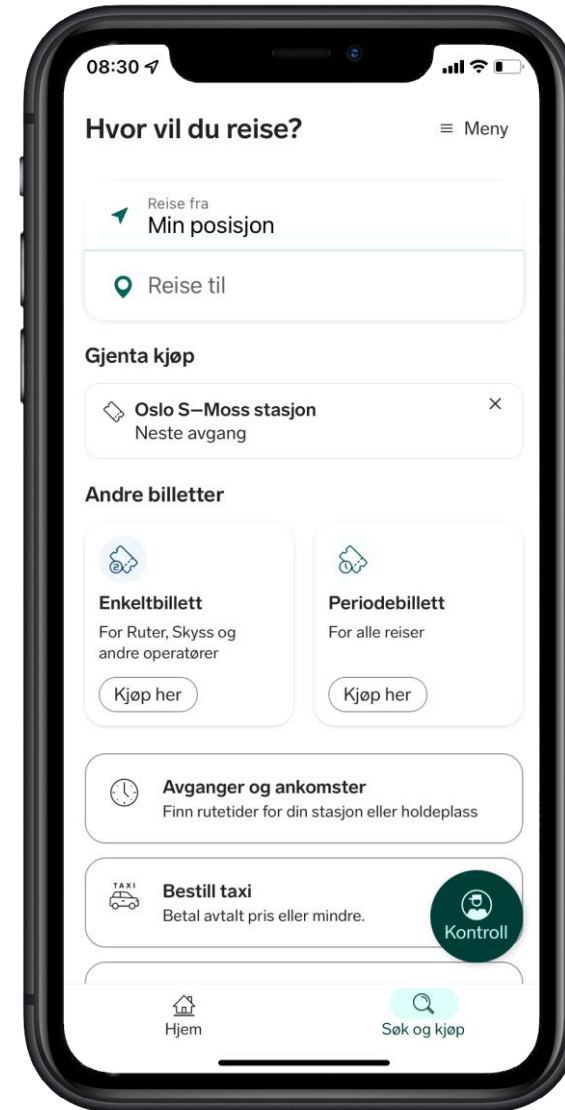 08:30
Hvor vil du reise?
Meny
Reise fra
Min posisjon
Reise til
Gjenta kjøp
Oslo S–Moss stasjon
Neste avgang
Andre billetter
Enkeltbillett
For Ruter, Skyss og
andre operatører
Kjøp her
Periodebillett
For alle reiser
Kjøp her
Avganger og ankomster
Finn rutetider for din stasjon eller holdeplass
TAXI
Bestill taxi
Betal avtalt pris eller mindre.
Kontroll
Hjem
Søk og kjøp